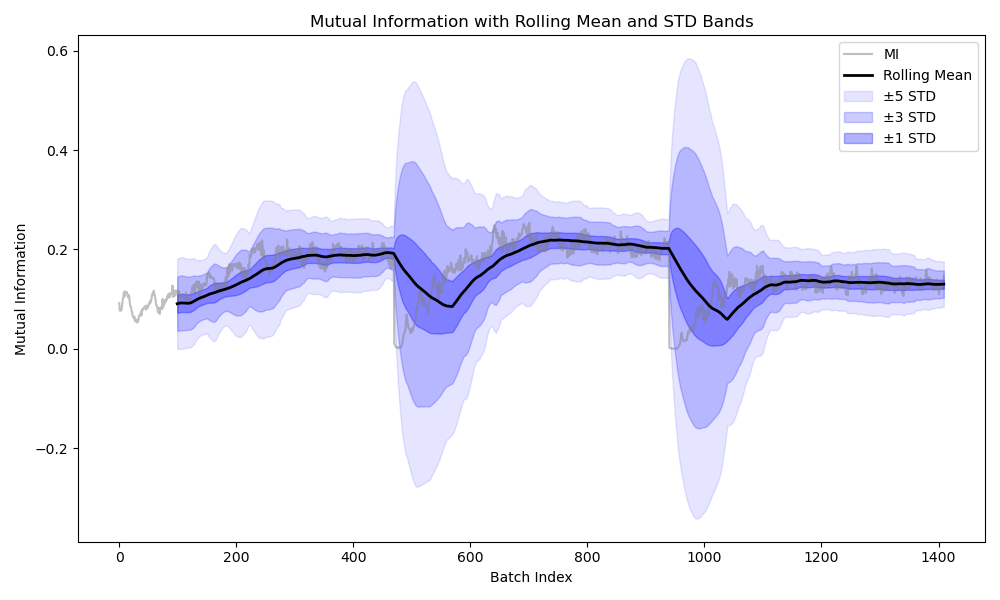 Mutual Information with Rolling Mean and STD Bands
MI
Rolling Mean
±5 STD
±3 STD
±1 STD
Mutual Information
0.6
0.4
0.2
0.0
−0.2
0 200 400 600 800 1000 1200 1400
Batch Index